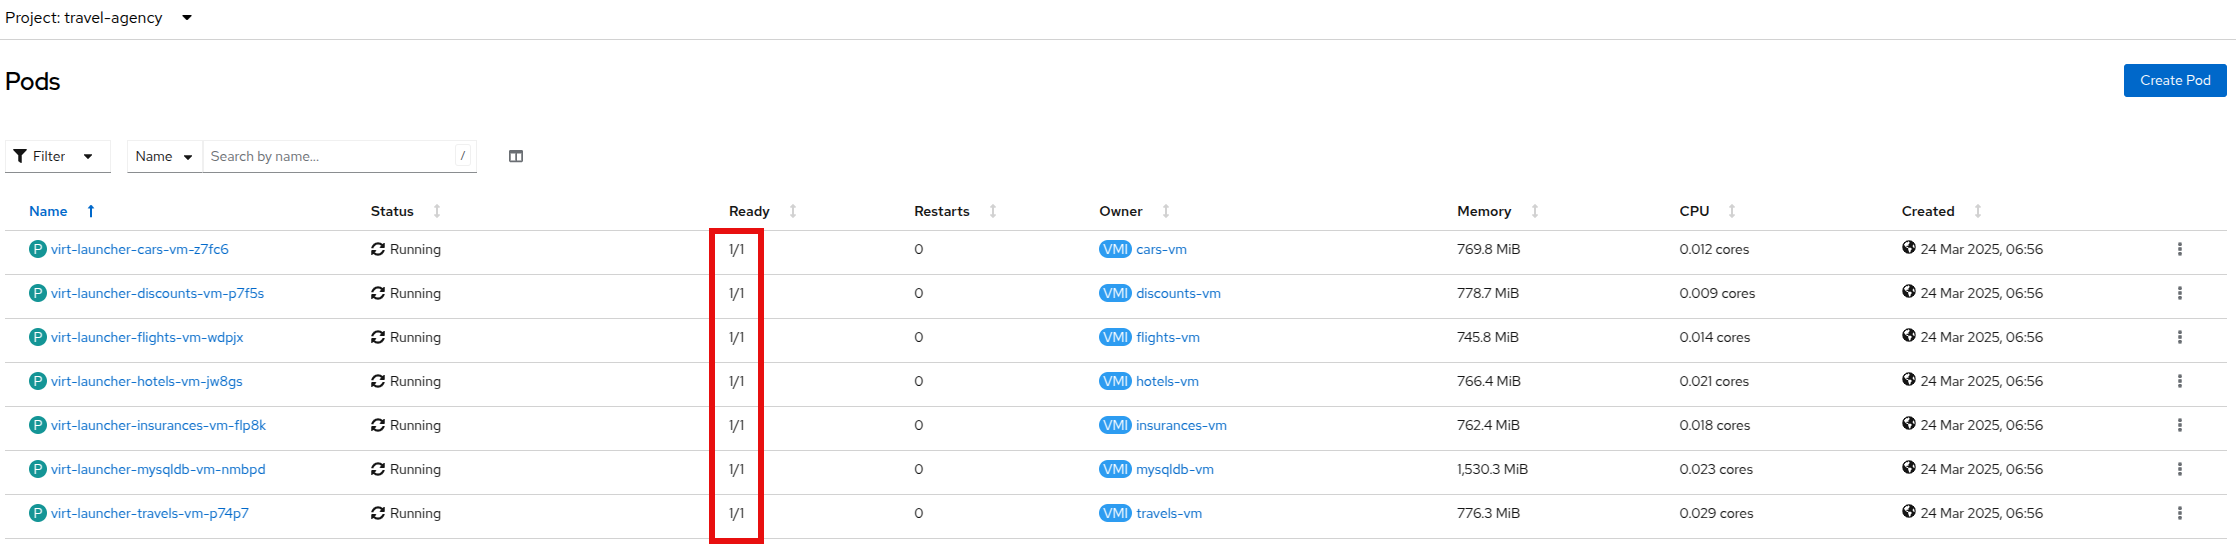 Project: travel-agency
Pods
Create Pod
Filter Name Search by name... /
Name Status Ready Restarts Owner Memory CPU Created
P virt-launcher-cars-vm-z7fc6 Running 1/1 0 VMI cars-vm 769.8 MiB 0.012 cores 24 Mar 2025, 06:56
P virt-launcher-discounts-vm-p7f5s Running 1/1 0 VMI discounts-vm 778.7 MiB 0.009 cores 24 Mar 2025, 06:56
P virt-launcher-flights-vm-wdpjx Running 1/1 0 VMI flights-vm 745.8 MiB 0.014 cores 24 Mar 2025, 06:56
P virt-launcher-hotels-vm-jw8gs Running 1/1 0 VMI hotels-vm 766.4 MiB 0.021 cores 24 Mar 2025, 06:56
P virt-launcher-insurances-vm-flp8k Running 1/1 0 VMI insurances-vm 762.4 MiB 0.018 cores 24 Mar 2025, 06:56
P virt-launcher-mysqldb-vm-nmbpd Running 1/1 0 VMI mysqldb-vm 1,530.3 MiB 0.023 cores 24 Mar 2025, 06:56
P virt-launcher-travels-vm-p74p7 Running 1/1 0 VMI travels-vm 776.3 MiB 0.029 cores 24 Mar 2025, 06:56